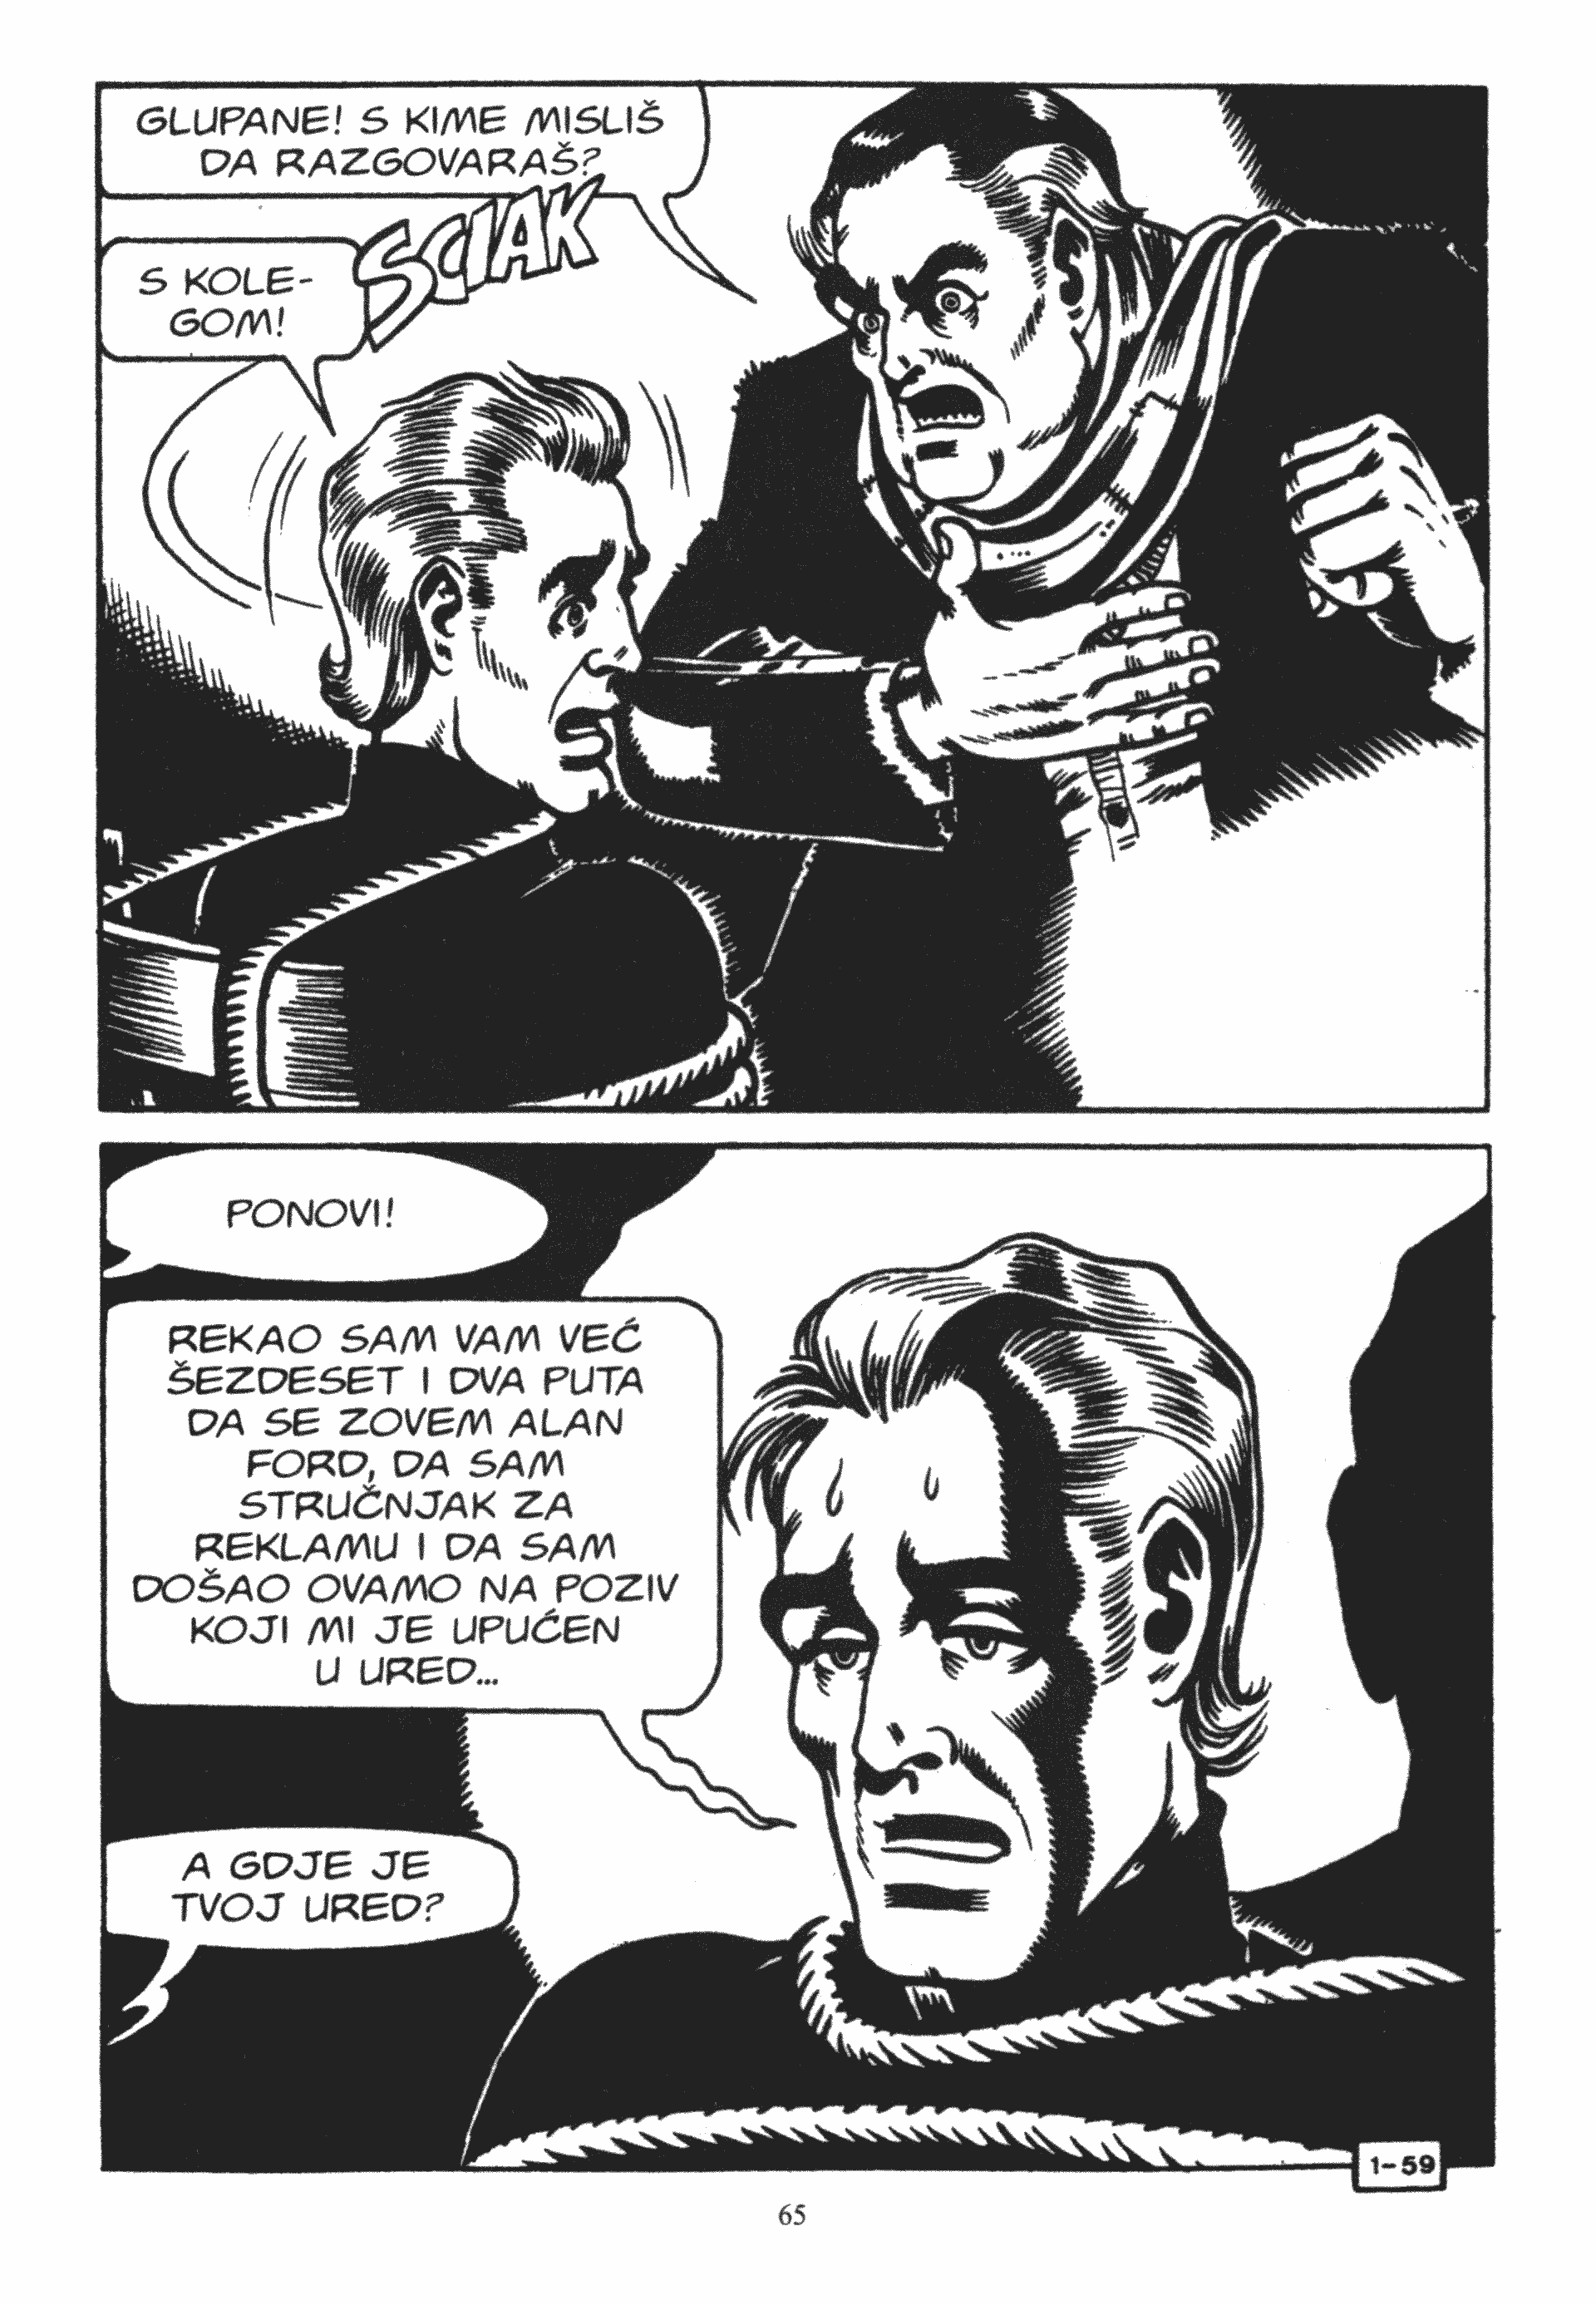 GLUPANE! S KIME MISLIŠ
DA RAZGOVARAŠ?
SCIAK
S KOLE-
GOM!
PONOVI!
REKAO SAM VAM VEĆ
ŠEZDESET I DVA PUTA
DA SE ZOVEM ALAN
FORD, DA SAM
STRUČNJAK ZA
REKLAMU I DA SAM
DOŠAO OVAMO NA POZIV
KOJI MI JE UPUĆEN
U URED...
A GDJE JE
TVOJ URED?
1-59
65